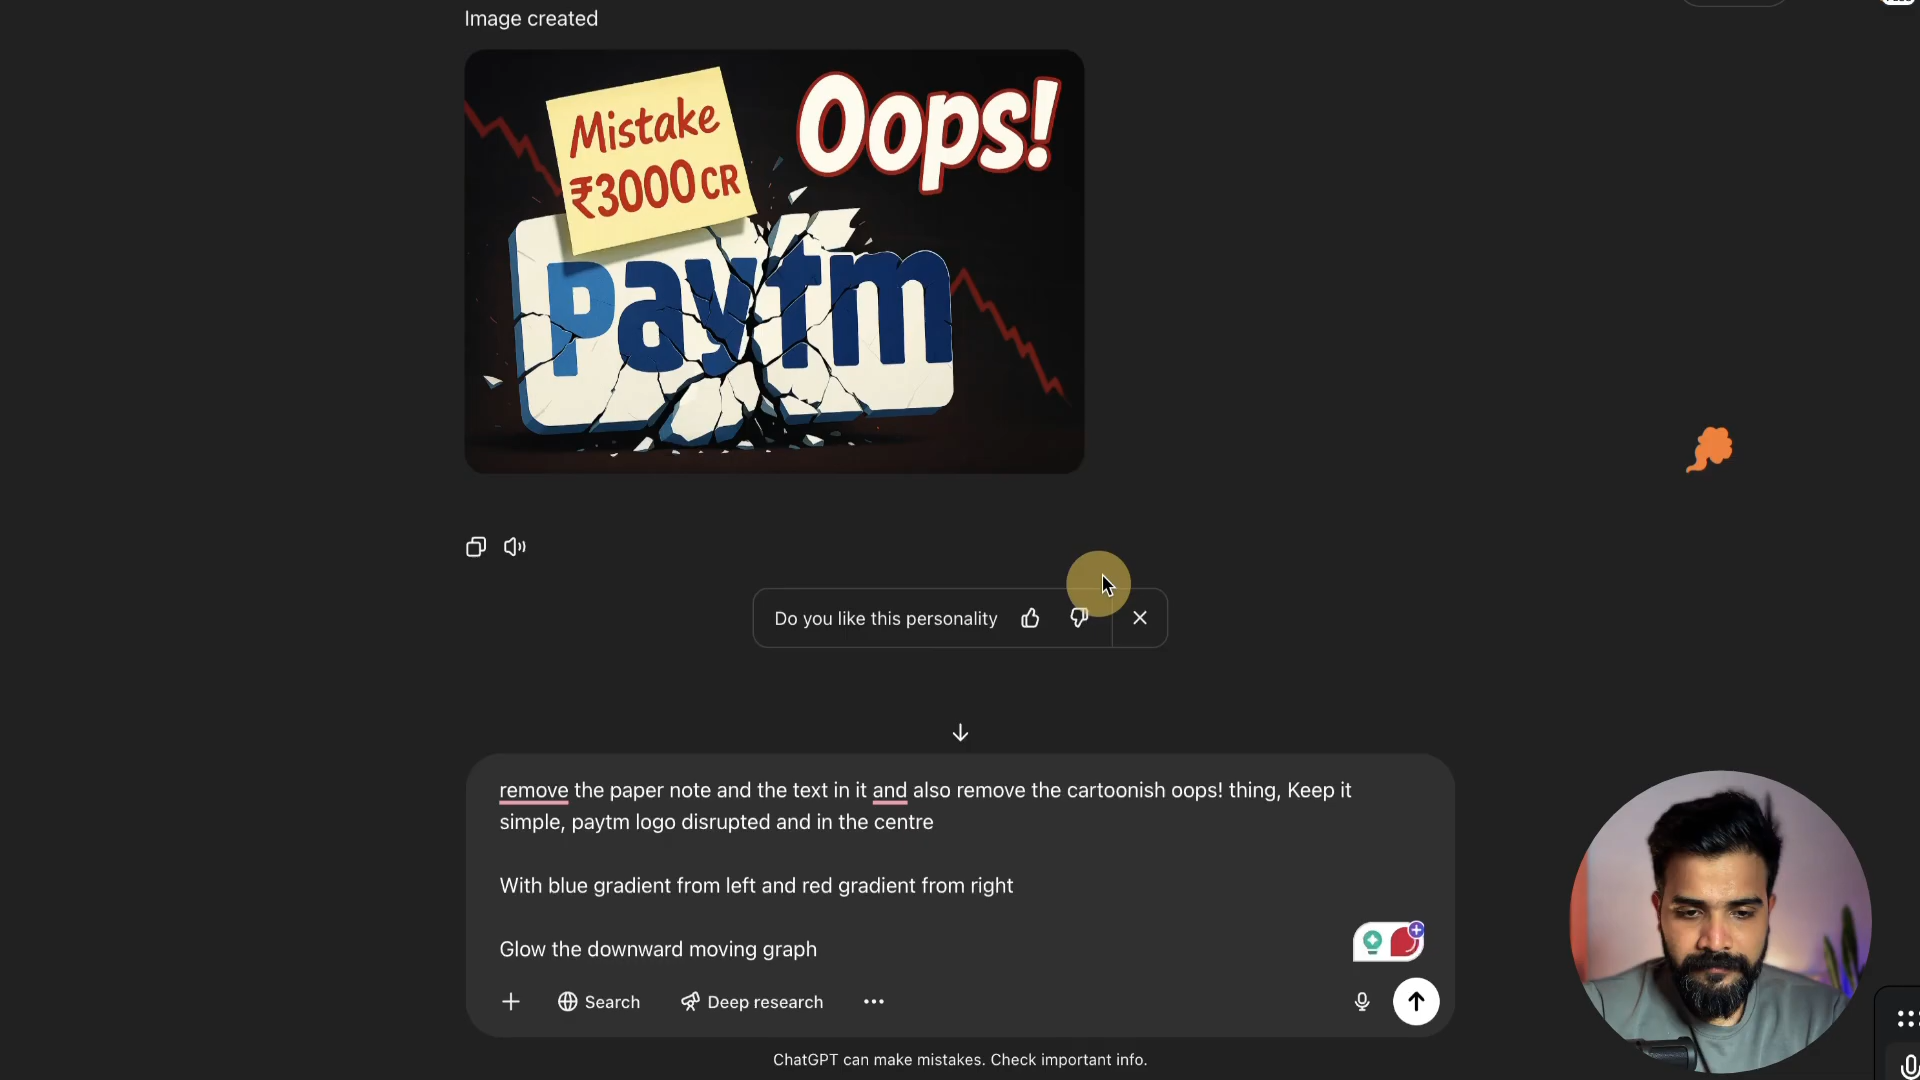 Image created
Mistake
₹3000 CR
Oops!
paytm
Do you like this personality
remove the paper note and the text in it and also remove the cartoonish oops! thing, Keep it
simple, paytm logo disrupted and in the centre
With blue gradient from left and red gradient from right
Glow the downward moving graph
Search
Deep research
ChatGPT can make mistakes. Check important info.